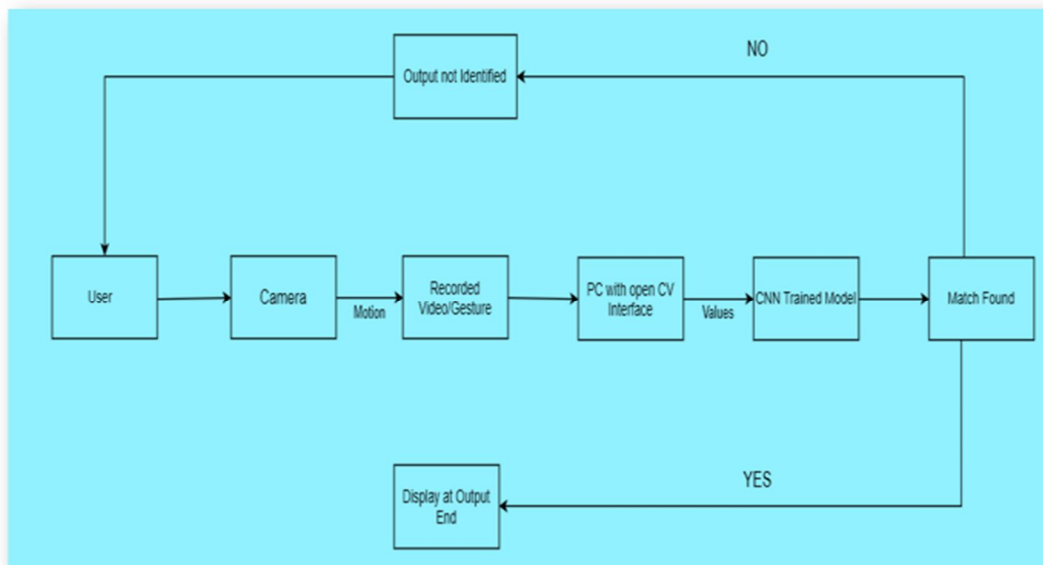 NO
Output not Identified
User
Camera
Motion
Recorded
Video/Gesture
PC with open CV
Interface
Values
CNN Trained Model
Match Found
YES
Display at Output
End